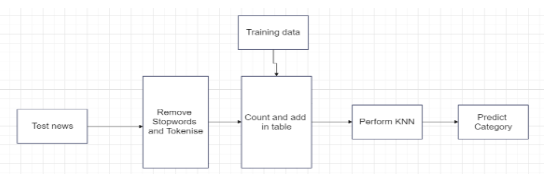 Training data
Test news
Remove
Stopwords
and Tokenise
Count and add
in table
Perform KNN
Predict
Category